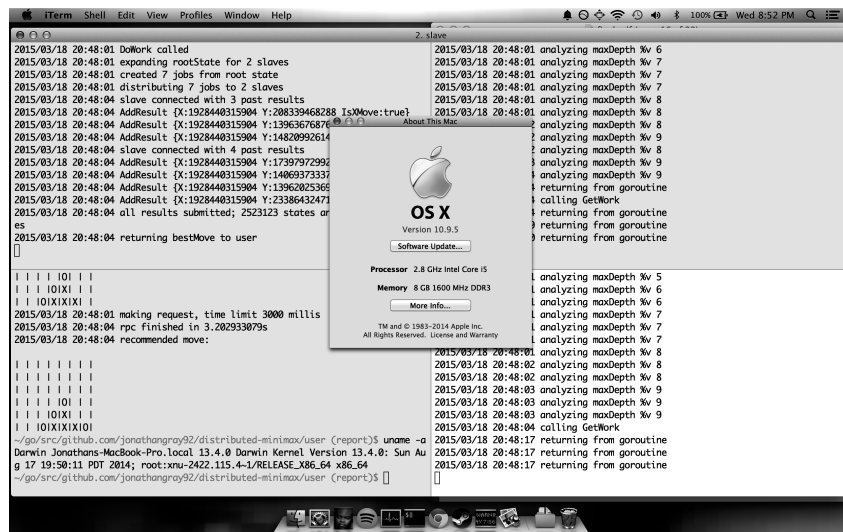 iTerm Shell Edit View Profiles Window Help 100% Wed 8:52 PM
2. slave
2015/03/18 20:48:01 DoWork called
2015/03/18 20:48:01 expanding rootState for 2 slaves
2015/03/18 20:48:01 created 7 jobs from root state
2015/03/18 20:48:01 distributing 7 jobs to 2 slaves
2015/03/18 20:48:04 slave connected with 3 past results
2015/03/18 20:48:04 AddResult {X:1928440315904 Y:208339468288 IsXMove:true}
2015/03/18 20:48:04 AddResult {X:1928440315904 Y:13963676876
2015/03/18 20:48:04 AddResult {X:1928440315904 Y:14820992614
2015/03/18 20:48:04 slave connected with 4 past results
2015/03/18 20:48:04 AddResult {X:1928440315904 Y:17397972992
2015/03/18 20:48:04 AddResult {X:1928440315904 Y:14069373337
2015/03/18 20:48:04 AddResult {X:1928440315904 Y:13962025369
2015/03/18 20:48:04 AddResult {X:1928440315904 Y:23386432471
2015/03/18 20:48:04 all results submitted; 2523123 states an
es
2015/03/18 20:48:04 returning bestMove to user
2015/03/18 20:48:01 analyzing maxDepth %v 6
2015/03/18 20:48:01 analyzing maxDepth %v 7
2015/03/18 20:48:01 analyzing maxDepth %v 7
2015/03/18 20:48:01 analyzing maxDepth %v 7
2015/03/18 20:48:01 analyzing maxDepth %v 8
2015/03/18 20:48:01 analyzing maxDepth %v 8
2 analyzing maxDepth %v 8
2 analyzing maxDepth %v 9
2 analyzing maxDepth %v 8
3 analyzing maxDepth %v 9
4 analyzing maxDepth %v 9
4 returning from goroutine
4 calling GetWork
returning from goroutine
returning from goroutine
returning from goroutine
About This Mac
OS X
Version 10.9.5
Software Update...
Processor 2.8 GHz Intel Core i5
Memory 8 GB 1600 MHz DDR3
More Info...
TM and © 1983-2014 Apple Inc.
All Rights Reserved. License and Warranty
| | | | |O| | |
| | | |O|X| | |
| | |O|X|X|X| |
2015/03/18 20:48:01 making request, time limit 3000 millis
2015/03/18 20:48:04 rpc finished in 3.202933079s
2015/03/18 20:48:04 recommended move:
| | | | | | | |
| | | | | | | |
| | | | | | | |
| | | | |O| | |
| | | |O|X| | |
| | |O|X|X|X|O|
~/go/src/github.com/jonathangray92/distributed-minimax/user (report)$ uname -a
Darwin Jonathans-MacBook-Pro.local 13.4.0 Darwin Kernel Version 13.4.0: Sun Au
g 17 19:50:11 PDT 2014; root:xnu-2422.115.4~1/RELEASE_X86_64 x86_64
~/go/src/github.com/jonathangray92/distributed-minimax/user (report)$
1 analyzing maxDepth %v 5
1 analyzing maxDepth %v 6
1 analyzing maxDepth %v 6
1 analyzing maxDepth %v 7
1 analyzing maxDepth %v 7
1 analyzing maxDepth %v 7
2015/03/18 20:48:01 analyzing maxDepth %v 8
2015/03/18 20:48:02 analyzing maxDepth %v 8
2015/03/18 20:48:02 analyzing maxDepth %v 8
2015/03/18 20:48:03 analyzing maxDepth %v 9
2015/03/18 20:48:03 analyzing maxDepth %v 9
2015/03/18 20:48:03 analyzing maxDepth %v 9
2015/03/18 20:48:04 calling GetWork
2015/03/18 20:48:17 returning from goroutine
2015/03/18 20:48:17 returning from goroutine
2015/03/18 20:48:17 returning from goroutine